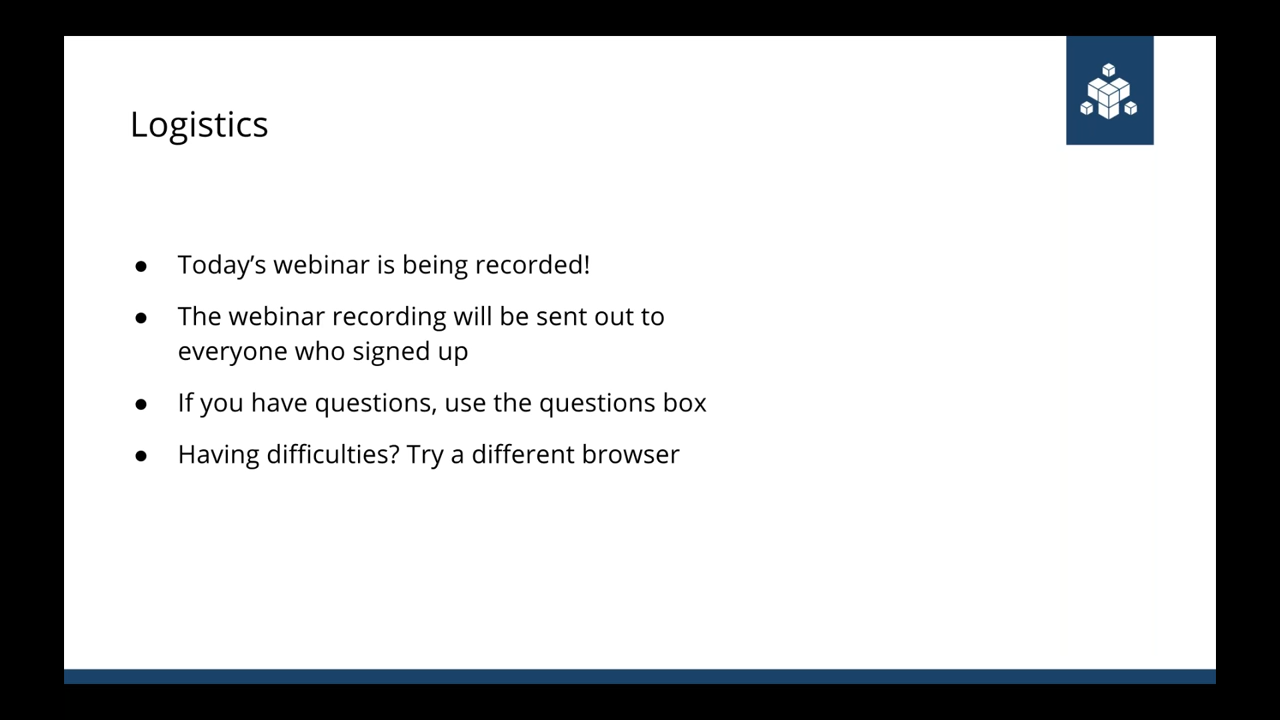 Logistics
● Today’s webinar is being recorded!
● The webinar recording will be sent out to
everyone who signed up
● If you have questions, use the questions box
● Having difficulties? Try a different browser